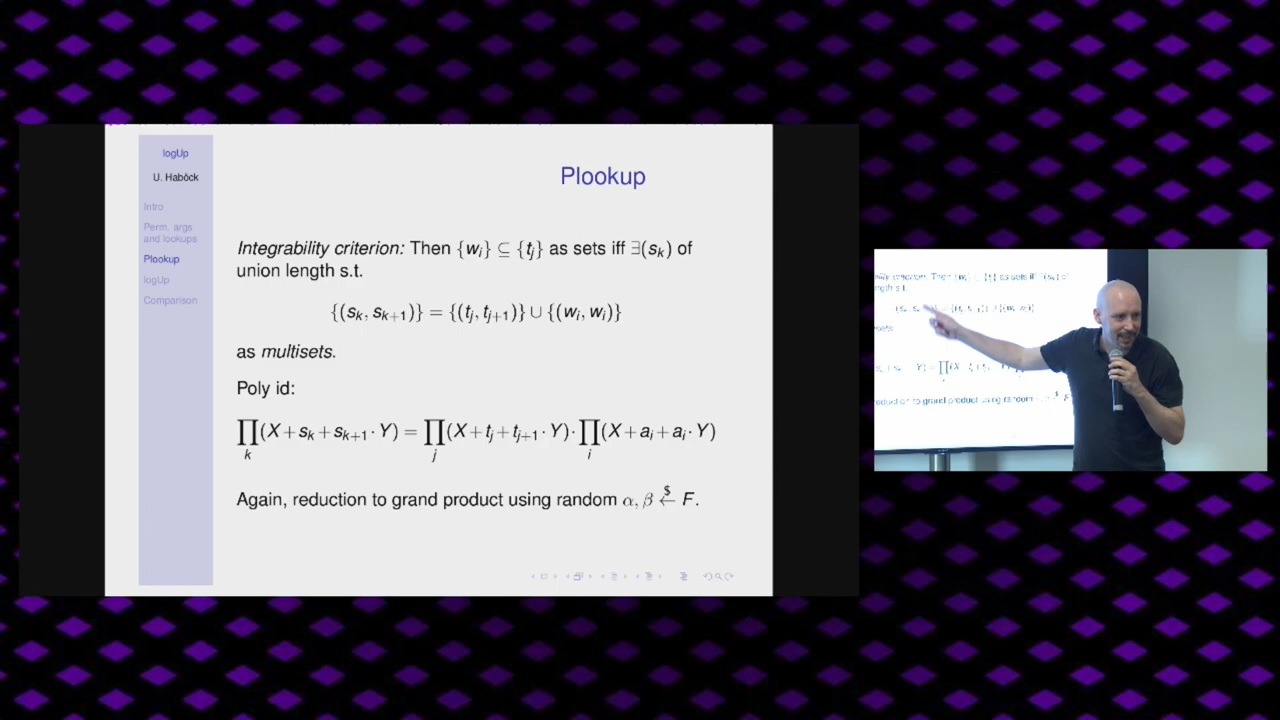 logUp
U. Haböck
Intro
Perm. args
and lookups
Plookup
logUp
Comparison
Plookup
Integrability criterion: Then {w_i} ⊆ {t_j} as sets iff ∃(s_k) of
union length s.t.
{(s_k, s_{k+1})} = {(t_j, t_{j+1})} ∪ {(w_i, w_i)}
as multisets.
Poly id:
∏_k (X + s_k + s_{k+1} · Y) = ∏_j (X + t_j + t_{j+1} · Y) · ∏_i (X + a_i + a_i · Y)
Again, reduction to grand product using random α, β ←$ F.